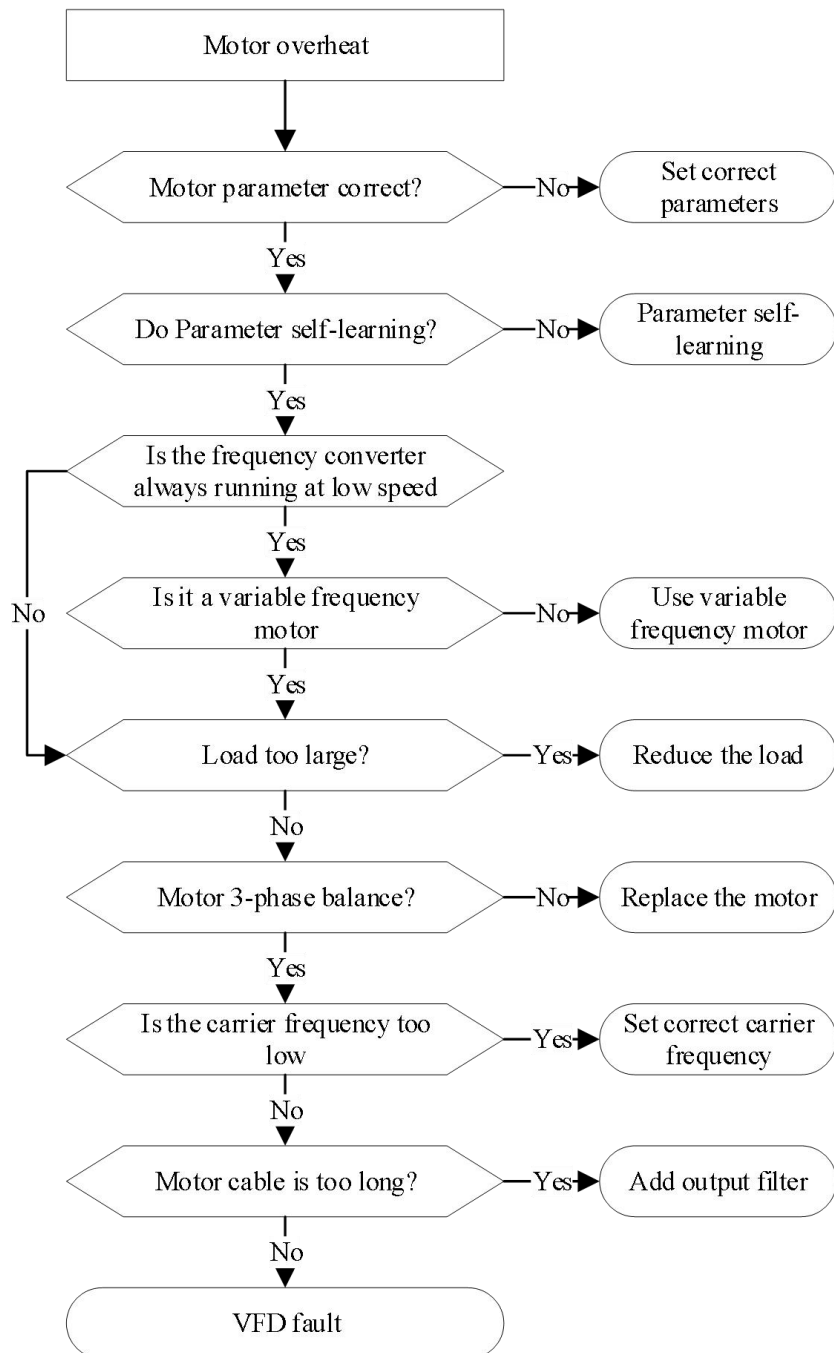 Motor overheat
Motor parameter correct?
No
Set correct
parameters
Yes
Do Parameter self-learning?
No
Parameter self-
learning
Yes
Is the frequency converter
always running at low speed
Yes
No
Is it a variable frequency
motor
No
Use variable
frequency motor
Yes
Load too large?
Yes
Reduce the load
No
Motor 3-phase balance?
No
Replace the motor
Yes
Is the carrier frequency too
low
Yes
Set correct carrier
frequency
No
Motor cable is too long?
Yes
Add output filter
No
VFD fault